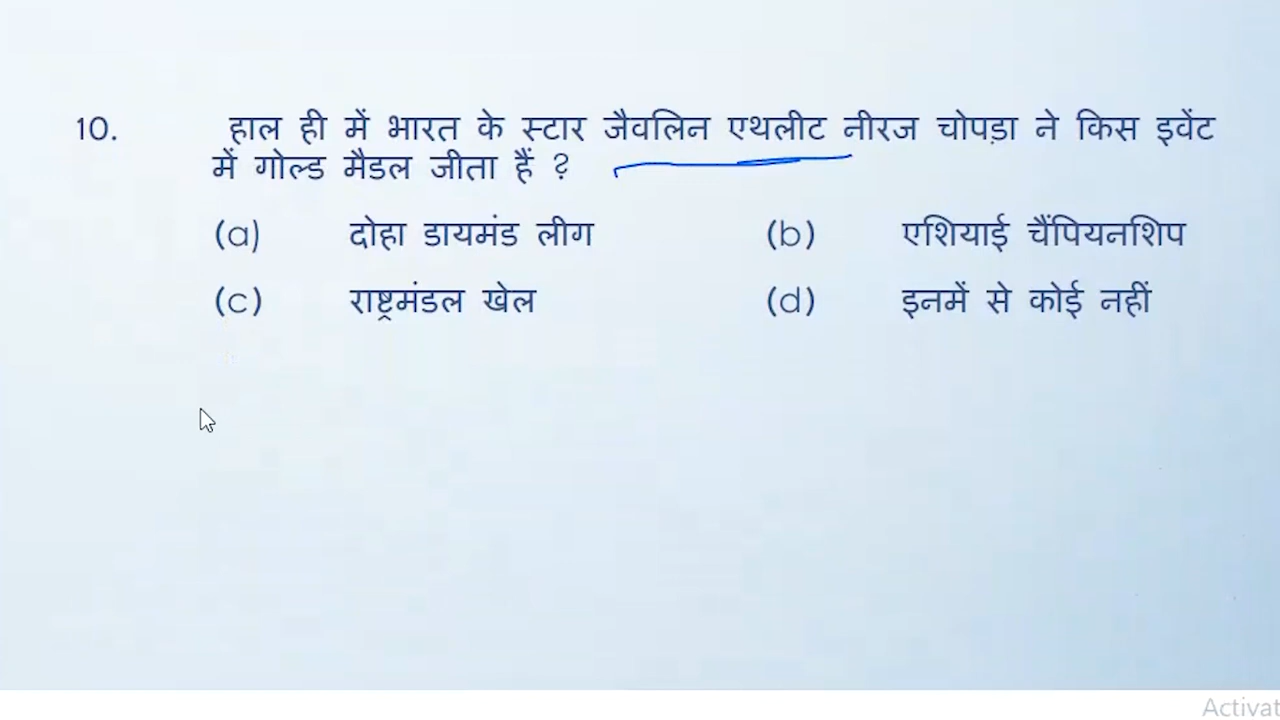 10. हाल ही में भारत के स्टार जैवलिन एथलीट नीरज चोपड़ा ने किस इवेंट
में गोल्ड मैडल जीता हैं ?
(a) दोहा डायमंड लीग (b) एशियाई चैंपियनशिप
(c) राष्ट्रमंडल खेल (d) इनमें से कोई नहीं
Activat